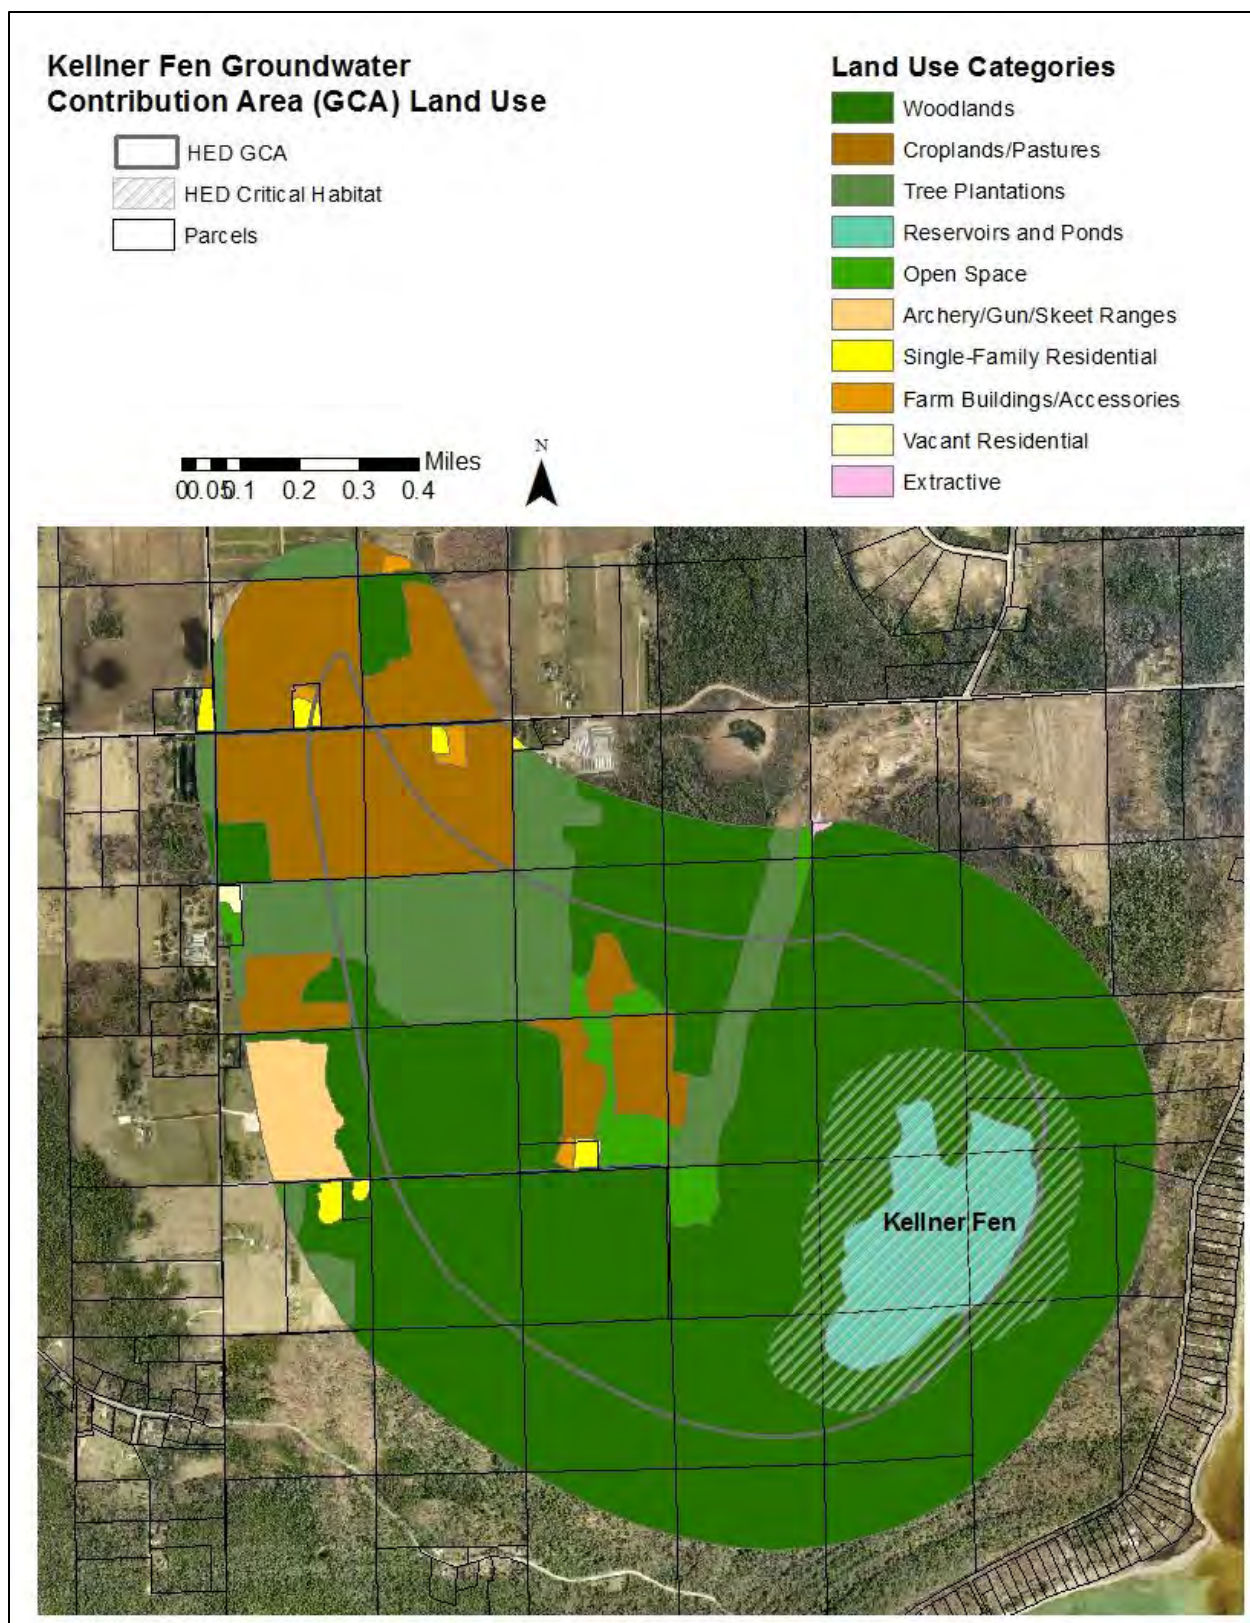 Kellner Fen Groundwater
Contribution Area (GCA) Land Use
HED GCA
HED Critical Habitat
Parcels
Land Use Categories
Woodlands
Croplands/Pastures
Tree Plantations
Reservoirs and Ponds
Open Space
Archery/Gun/Skeet Ranges
Single-Family Residential
Farm Buildings/Accessories
Vacant Residential
Extractive
N
Miles
0 0.05 0.1 0.2 0.3 0.4
Kellner Fen